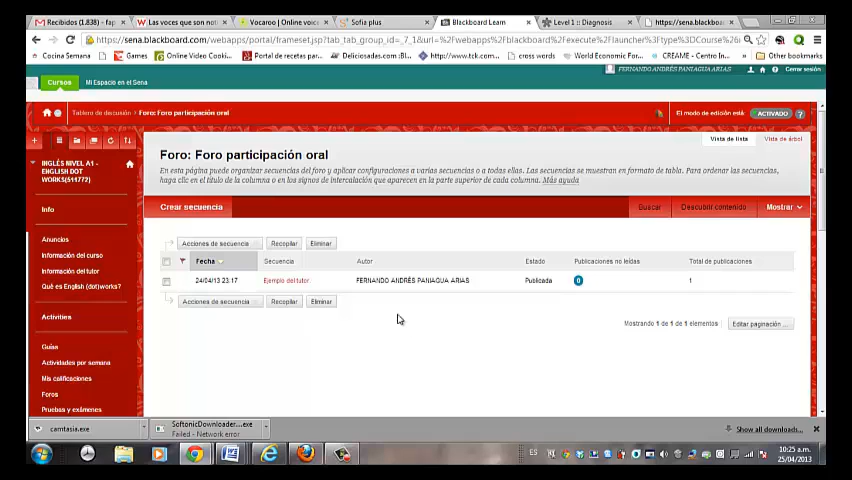 Recibidos (1.838) - fap
Las voces que son not
Vocaroo | Online voice
Sofia plus
Blackboard Learn
Level 1 :: Diagnosis
https://sena.blackboa
https://sena.blackboard.com/webapps/portal/frameset.jsp?tab_tab_group_id=_7_1&url=%2Fwebapps%2Fblackboard%2Fexecute%2Flauncher%3Ftype%3DCourse%
Cocina Semana
Games
Online Video Cooki...
Portal de recetas par...
Deliciosadas.com :Bl...
http://www.tck.com...
cross words
World Economic For...
CREAME - Centro In...
Other bookmarks
FERNANDO ANDRÉS PANIAGUA ARIAS
Cerrar sesión
Cursos
Mi Espacio en el Sena
Tablero de discusión
Foro: Foro participación oral
El modo de edición está:
ACTIVADO
Vista de lista
Vista de árbol
INGLÉS NIVEL A1 -
ENGLISH DOT
WORKS(511772)
Info
Anuncios
Información del curso
Información del tutor
Qué es English (dot)works?
Activities
Guías
Actividades por semana
Mis calificaciones
Foros
Pruebas y exámenes
Foro: Foro participación oral
En esta página puede organizar secuencias del foro y aplicar configuraciones a varias secuencias o a todas ellas. Las secuencias se muestran en formato de tabla. Para ordenar las secuencias,
haga clic en el título de la columna o en los signos de intercalación que aparecen en la parte superior de cada columna. Más ayuda
Crear secuencia
Buscar
Descubrir contenido
Mostrar
Acciones de secuencia
Recopilar
Eliminar
Fecha
Secuencia
Autor
Estado
Publicaciones no leídas
Total de publicaciones
24/04/13 23:17
Ejemplo del tutor
FERNANDO ANDRÉS PANIAGUA ARIAS
Publicada
0
1
Acciones de secuencia
Recopilar
Eliminar
Mostrando 1 de 1 de 1 elementos
Editar paginación ...
camtasia.exe
SoftonicDownloader....exe
Failed - Network error
Show all downloads...
ES
10:25 a.m.
25/04/2013